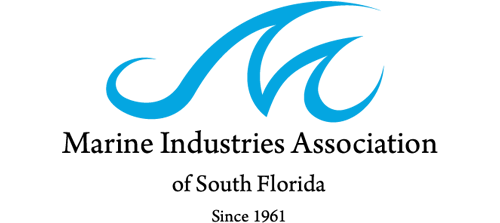 Marine Industries Association
of South Florida
Since 1961